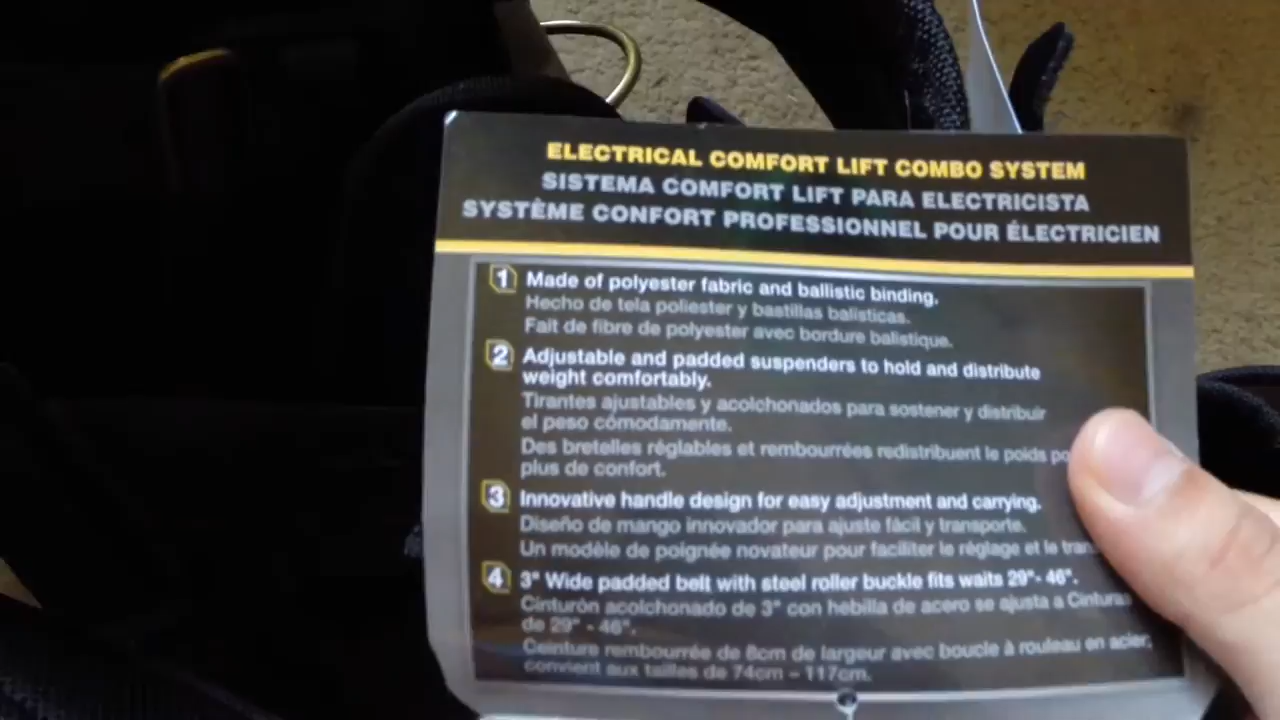 ELECTRICAL COMFORT LIFT COMBO SYSTEM
SISTEMA COMFORT LIFT PARA ELECTRICISTA
SYSTÈME CONFORT PROFESSIONNEL POUR ÉLECTRICIEN
1 Made of polyester fabric and ballistic binding.
Hecho de tela poliester y bastillas balísticas.
Fait de fibre de polyester avec bordure balistique.
2 Adjustable and padded suspenders to hold and distribute
weight comfortably.
Tirantes ajustables y acolchonados para sostener y distribuir
el peso cómodamente.
Des bretelles réglables et rembourrées redistribuent le poids
plus de confort.
3 Innovative handle design for easy adjustment and carrying.
Diseño de mango innovador para ajuste fácil y transporte.
Un modèle de poignée novateur pour faciliter le réglage et le
4 3" Wide padded belt with steel roller buckle fits waits 29"- 46".
Cinturón acolchonado de 3" con hebilla de acero se ajusta a Cinturas
de 29" - 46".
Ceinture rembourrée de 8cm de largeur avec boucle à rouleau en acier,
convient aux tailles de 74cm – 117cm.